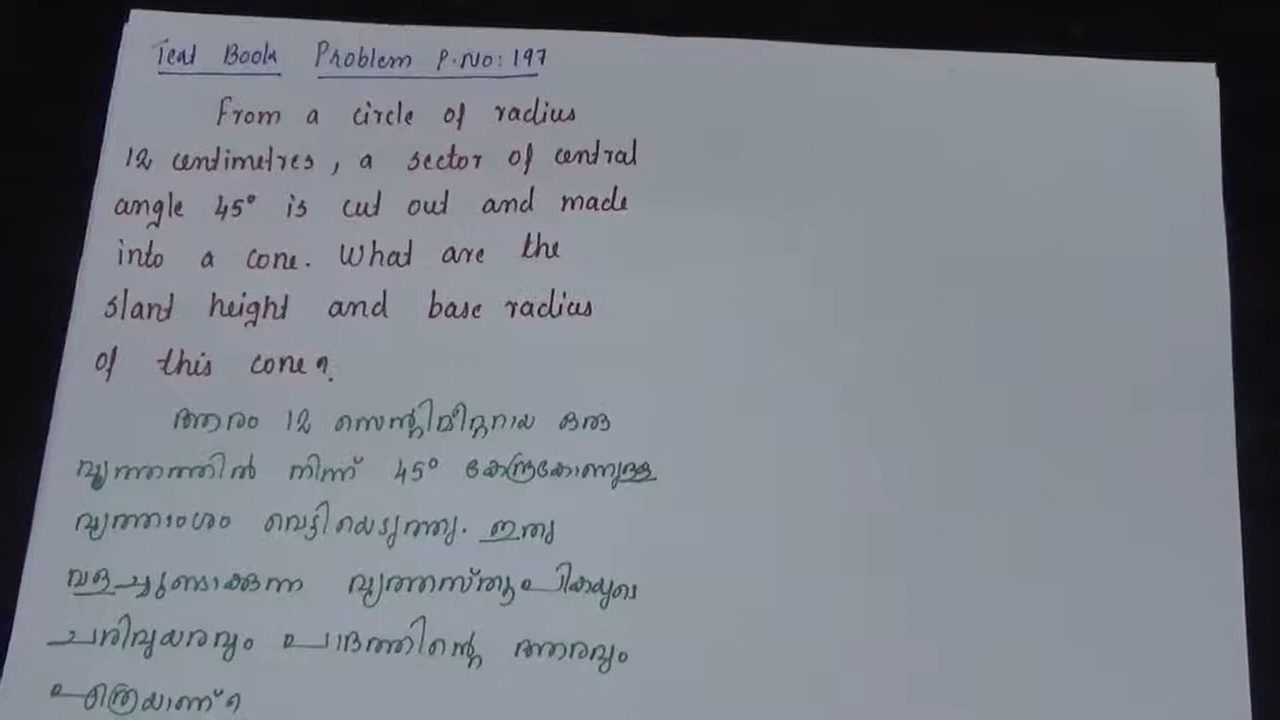 Text Book Problem P.No: 197
From a circle of radius
12 centimetres, a sector of central
angle 45° is cut out and made
into a cone. What are the
slant height and base radius
of this cone?
ആരം 12 സെന്റിമീറ്ററായ ഒരു
വൃത്തത്തിൽ നിന്ന് 45° കേന്ദ്രകോണുള്ള
വൃത്താംശം വെട്ടിയെടുത്തു. ഇതു
വളച്ചുണ്ടാക്കുന്ന വൃത്തസ്തൂപികയുടെ
ചരിവുയരവും പാദത്തിന്റെ ആരവും
എത്രയാണ്?